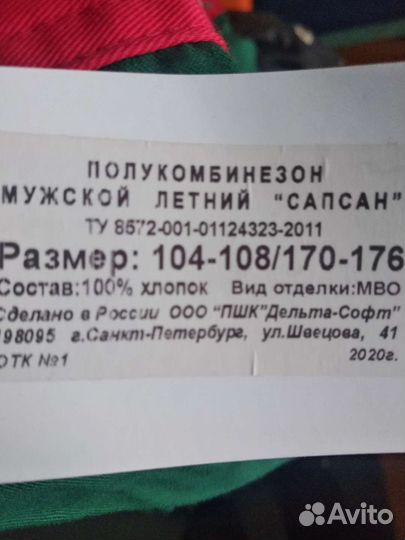 ПОЛУКОМБИНЕЗОН
МУЖСКОЙ ЛЕТНИЙ "САПСАН"
ТУ 8572-001-01124323-2011
Размер: 104-108/170-176
Состав:100% хлопок Вид отделки:МВО
Сделано в России ООО "ПШК"Дельта-Софт"
198095 г.Санкт-Петербург, ул.Швецова, 41
ОТК №1 2020г.
Avito